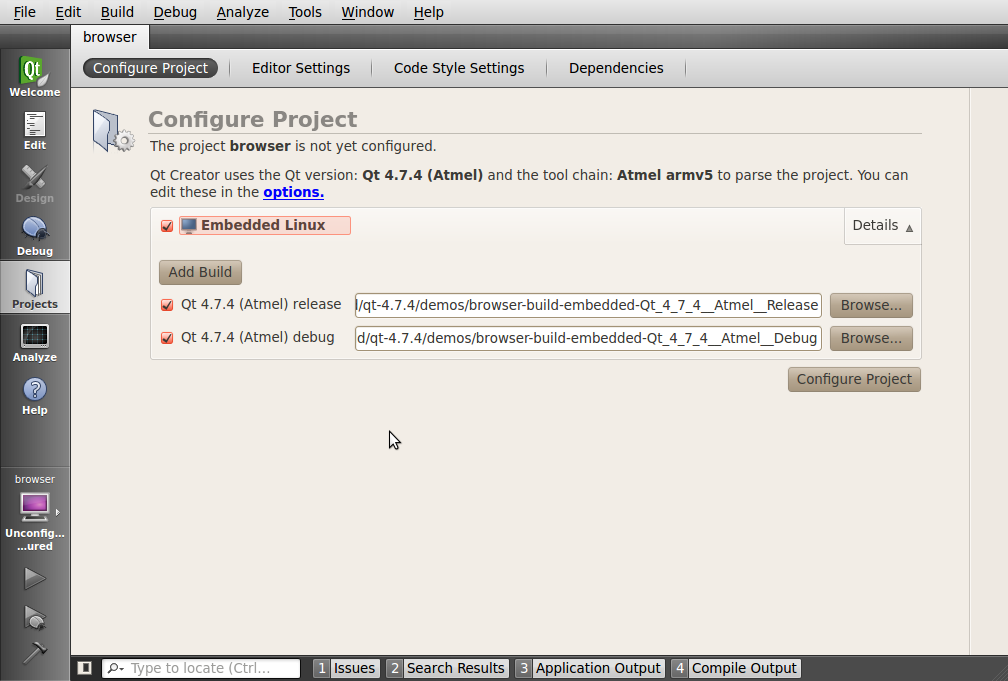 File Edit Build Debug Analyze Tools Window Help
browser
Configure Project Editor Settings Code Style Settings Dependencies
Qt
Welcome
Edit
Design
Debug
Projects
Analyze
?
Help
browser
Unconfig...
...ured
Configure Project
The project browser is not yet configured.
Qt Creator uses the Qt version: Qt 4.7.4 (Atmel) and the tool chain: Atmel armv5 to parse the project. You can
edit these in the options.
Embedded Linux Details
Add Build
Qt 4.7.4 (Atmel) release l/qt-4.7.4/demos/browser-build-embedded-Qt_4_7_4__Atmel__Release Browse...
Qt 4.7.4 (Atmel) debug d/qt-4.7.4/demos/browser-build-embedded-Qt_4_7_4__Atmel__Debug Browse...
Configure Project
Type to locate (Ctrl... 1 Issues 2 Search Results 3 Application Output 4 Compile Output